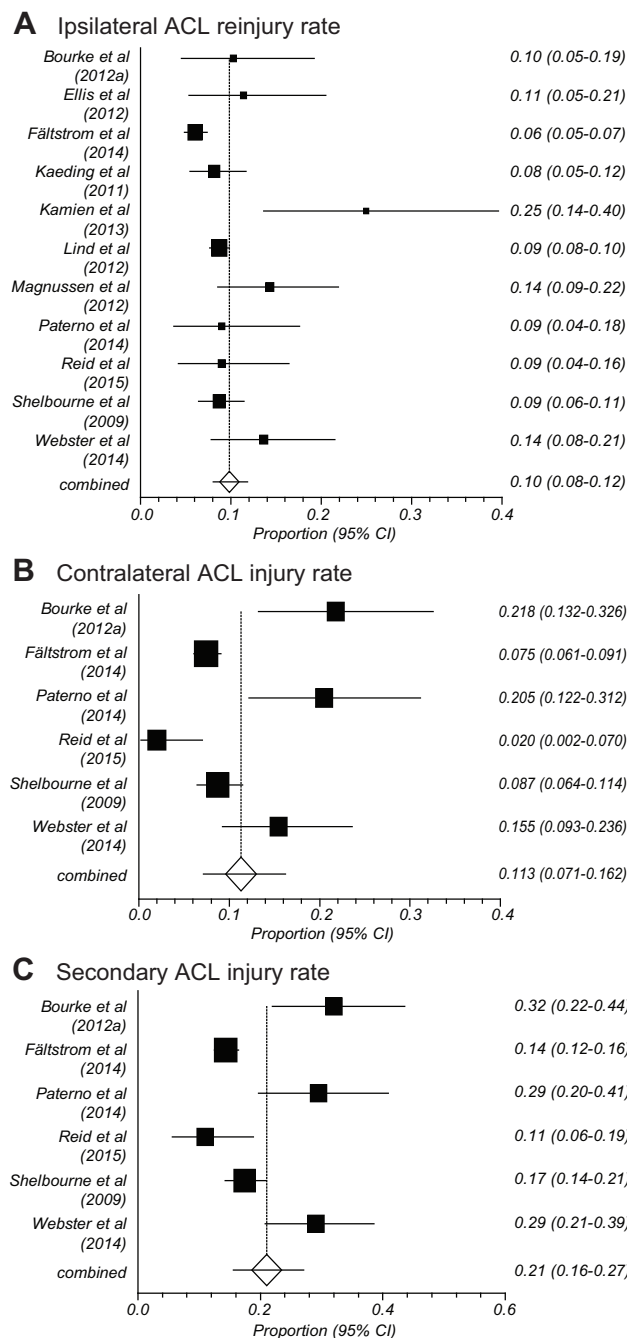 A Ipsilateral ACL reinjury rate
Bourke et al
(2012a)
0.10 (0.05-0.19)
Ellis et al
(2012)
0.11 (0.05-0.21)
Fältstrom et al
(2014)
0.06 (0.05-0.07)
Kaeding et al
(2011)
0.08 (0.05-0.12)
Kamien et al
(2013)
0.25 (0.14-0.40)
Lind et al
(2012)
0.09 (0.08-0.10)
Magnussen et al
(2012)
0.14 (0.09-0.22)
Paterno et al
(2014)
0.09 (0.04-0.18)
Reid et al
(2015)
0.09 (0.04-0.16)
Shelbourne et al
(2009)
0.09 (0.06-0.11)
Webster et al
(2014)
0.14 (0.08-0.21)
combined
0.10 (0.08-0.12)
0.0 0.1 0.2 0.3 0.4
Proportion (95% CI)
B Contralateral ACL injury rate
Bourke et al
(2012a)
0.218 (0.132-0.326)
Fältstrom et al
(2014)
0.075 (0.061-0.091)
Paterno et al
(2014)
0.205 (0.122-0.312)
Reid et al
(2015)
0.020 (0.002-0.070)
Shelbourne et al
(2009)
0.087 (0.064-0.114)
Webster et al
(2014)
0.155 (0.093-0.236)
combined
0.113 (0.071-0.162)
0.0 0.1 0.2 0.3 0.4
Proportion (95% CI)
C Secondary ACL injury rate
Bourke et al
(2012a)
0.32 (0.22-0.44)
Fältstrom et al
(2014)
0.14 (0.12-0.16)
Paterno et al
(2014)
0.29 (0.20-0.41)
Reid et al
(2015)
0.11 (0.06-0.19)
Shelbourne et al
(2009)
0.17 (0.14-0.21)
Webster et al
(2014)
0.29 (0.21-0.39)
combined
0.21 (0.16-0.27)
0.0 0.2 0.4 0.6
Proportion (95% CI)